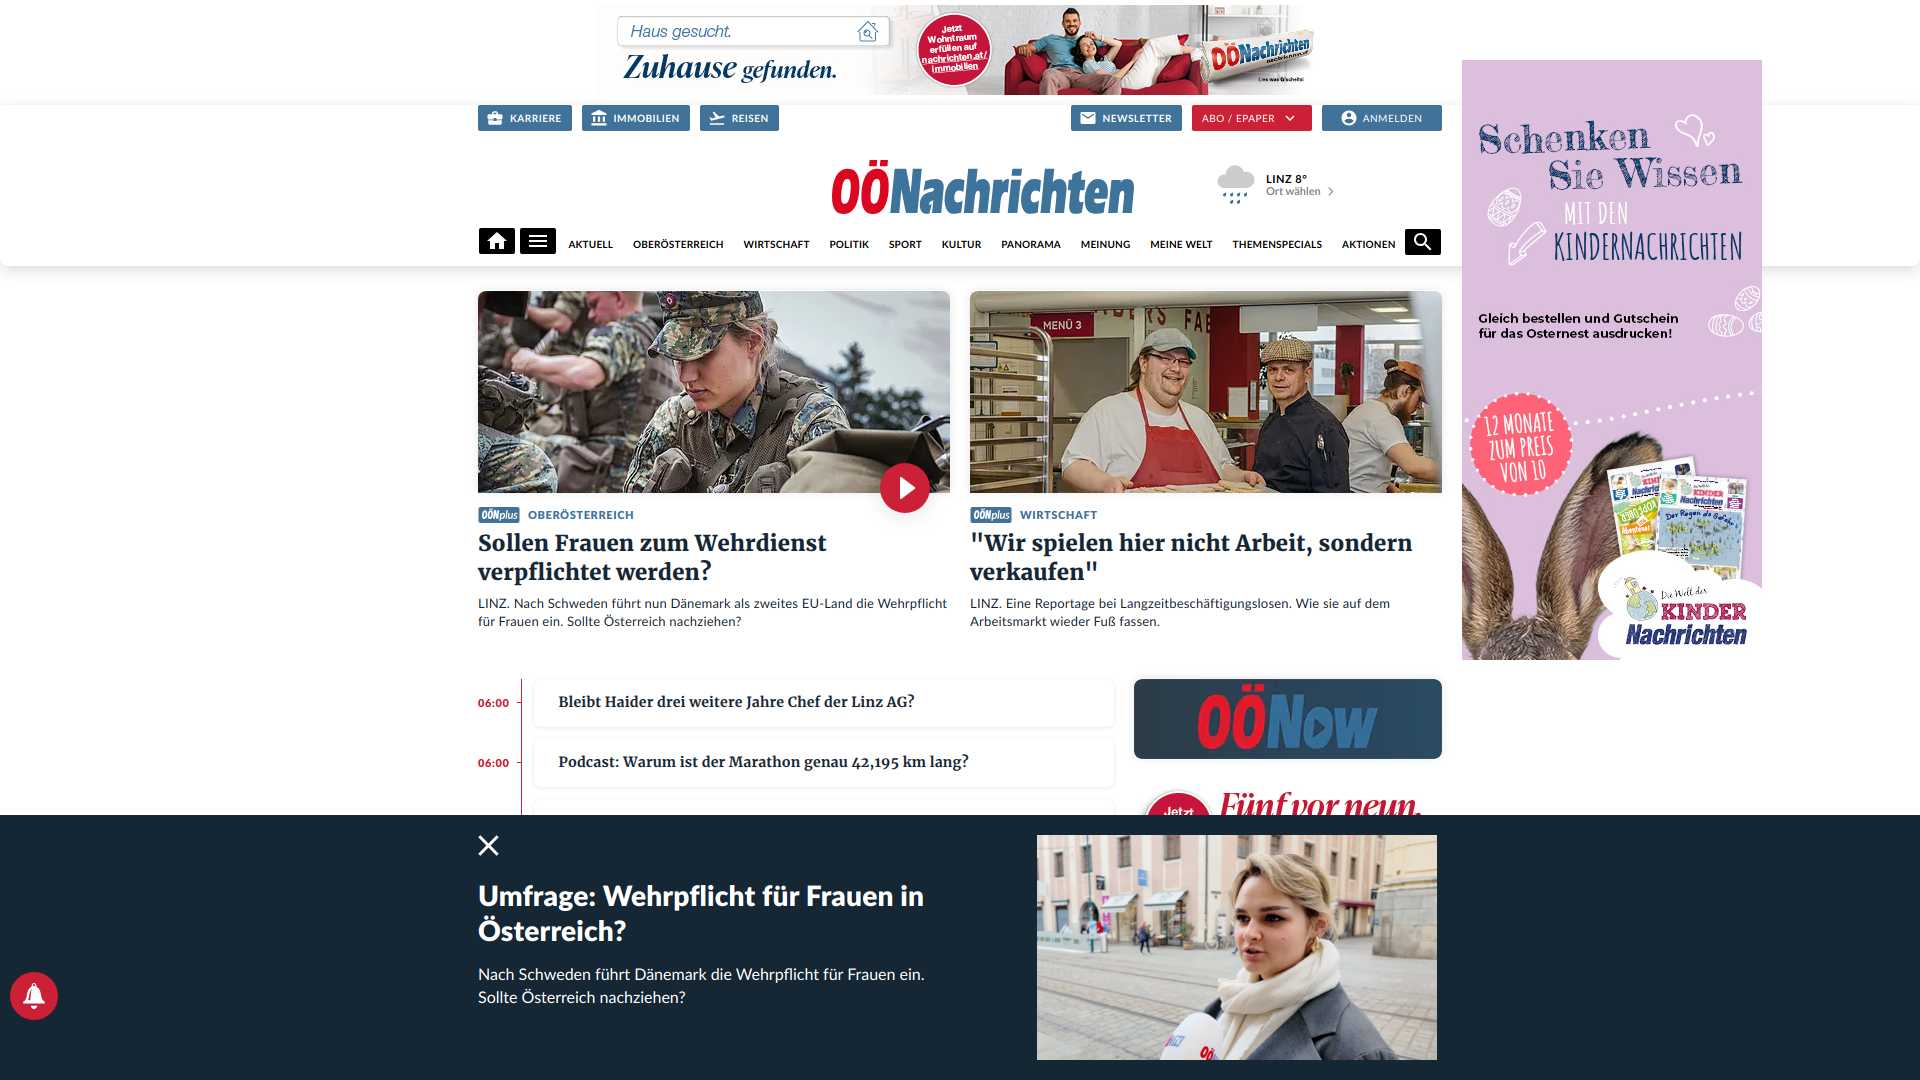 Haus gesucht.
Zuhause gefunden.
Jetzt
Wohntraum
erfüllen auf
nachrichten.at/
immobilien
OÖNachrichten
Lies was G'scheits!
KARRIERE
IMMOBILIEN
REISEN
NEWSLETTER
ABO / EPAPER
ANMELDEN
OÖNachrichten
LINZ 8°
Ort wählen
AKTUELL
OBERÖSTERREICH
WIRTSCHAFT
POLITIK
SPORT
KULTUR
PANORAMA
MEINUNG
MEINE WELT
THEMENSPECIALS
AKTIONEN
Schenken
Sie Wissen
MIT DEN
KINDERNACHRICHTEN
Gleich bestellen und Gutschein
für das Osternest ausdrucken!
12 MONATE
ZUM PREIS
VON 10
KINDER
Nachrichten
Die Welt der
KINDER
Nachrichten
MENÜ 3
OÖNplus OBERÖSTERREICH
Sollen Frauen zum Wehrdienst
verpflichtet werden?
LINZ. Nach Schweden führt nun Dänemark als zweites EU-Land die Wehrpflicht
für Frauen ein. Sollte Österreich nachziehen?
OÖNplus WIRTSCHAFT
"Wir spielen hier nicht Arbeit, sondern
verkaufen"
LINZ. Eine Reportage bei Langzeitbeschäftigungslosen. Wie sie auf dem
Arbeitsmarkt wieder Fuß fassen.
06:00
Bleibt Haider drei weitere Jahre Chef der Linz AG?
06:00
Podcast: Warum ist der Marathon genau 42,195 km lang?
OÖNow
Jetzt
Fünf vor neun.
Umfrage: Wehrpflicht für Frauen in
Österreich?
Nach Schweden führt Dänemark die Wehrpflicht für Frauen ein.
Sollte Österreich nachziehen?
OÖ